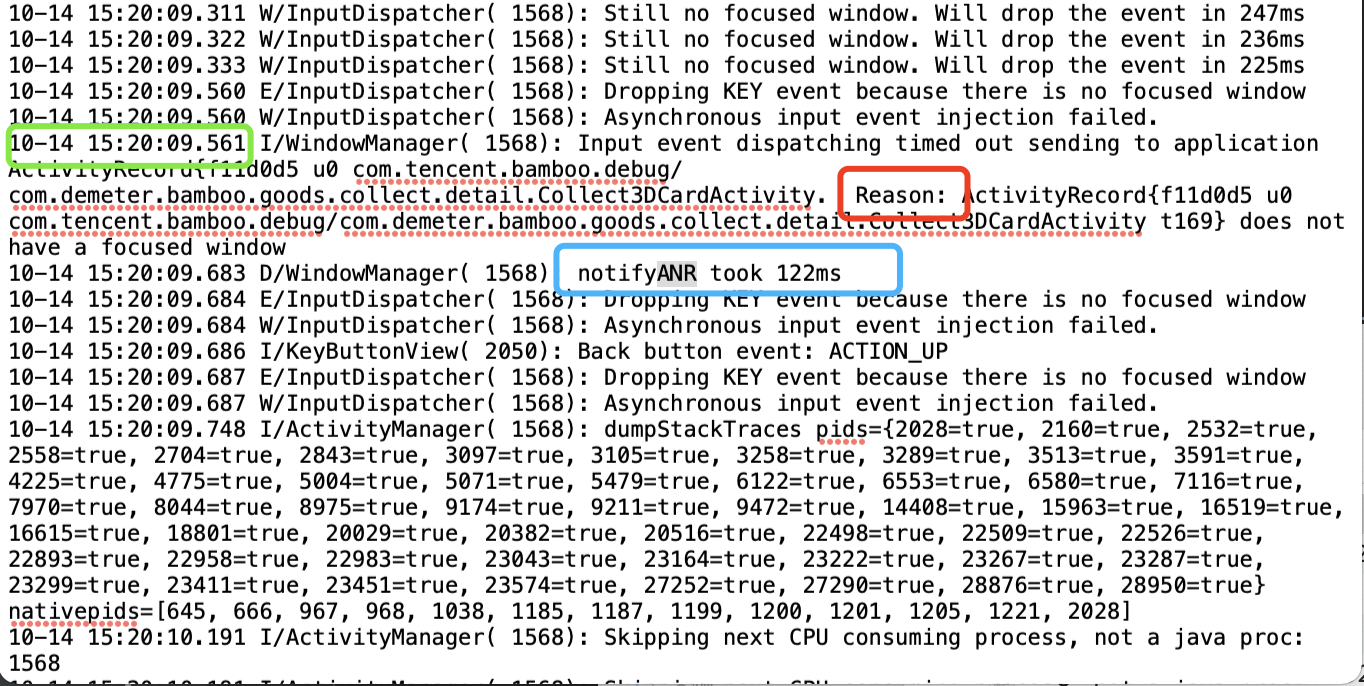 10-14 15:20:09.311 W/InputDispatcher( 1568): Still no focused window. Will drop the event in 247ms
10-14 15:20:09.322 W/InputDispatcher( 1568): Still no focused window. Will drop the event in 236ms
10-14 15:20:09.333 W/InputDispatcher( 1568): Still no focused window. Will drop the event in 225ms
10-14 15:20:09.560 E/InputDispatcher( 1568): Dropping KEY event because there is no focused window
10-14 15:20:09.560 W/InputDispatcher( 1568): Asynchronous input event injection failed.
10-14 15:20:09.561 I/WindowManager( 1568): Input event dispatching timed out sending to application
ActivityRecord{f11d0d5 u0 com.tencent.bamboo.debug/
com.demeter.bamboo.goods.collect.detail.Collect3DCardActivity.  Reason: ActivityRecord{f11d0d5 u0
com.tencent.bamboo.debug/com.demeter.bamboo.goods.collect.detail.Collect3DCardActivity t169} does not
have a focused window
10-14 15:20:09.683 D/WindowManager( 1568)  notifyANR took 122ms
10-14 15:20:09.684 E/InputDispatcher( 1568): Dropping KEY event because there is no focused window
10-14 15:20:09.684 W/InputDispatcher( 1568): Asynchronous input event injection failed.
10-14 15:20:09.686 I/KeyButtonView( 2050): Back button event: ACTION_UP
10-14 15:20:09.687 E/InputDispatcher( 1568): Dropping KEY event because there is no focused window
10-14 15:20:09.687 W/InputDispatcher( 1568): Asynchronous input event injection failed.
10-14 15:20:09.748 I/ActivityManager( 1568): dumpStackTraces pids={2028=true, 2160=true, 2532=true,
2558=true, 2704=true, 2843=true, 3097=true, 3105=true, 3258=true, 3289=true, 3513=true, 3591=true,
4225=true, 4775=true, 5004=true, 5071=true, 5479=true, 6122=true, 6553=true, 6580=true, 7116=true,
7970=true, 8044=true, 8975=true, 9174=true, 9211=true, 9472=true, 14408=true, 15963=true, 16519=true,
16615=true, 18801=true, 20029=true, 20382=true, 20516=true, 22498=true, 22509=true, 22526=true,
22893=true, 22958=true, 22983=true, 23043=true, 23164=true, 23222=true, 23267=true, 23287=true,
23299=true, 23411=true, 23451=true, 23574=true, 27252=true, 27290=true, 28876=true, 28950=true}
nativepids=[645, 666, 967, 968, 1038, 1185, 1187, 1199, 1200, 1201, 1205, 1221, 2028]
10-14 15:20:10.191 I/ActivityManager( 1568): Skipping next CPU consuming process, not a java proc:
1568